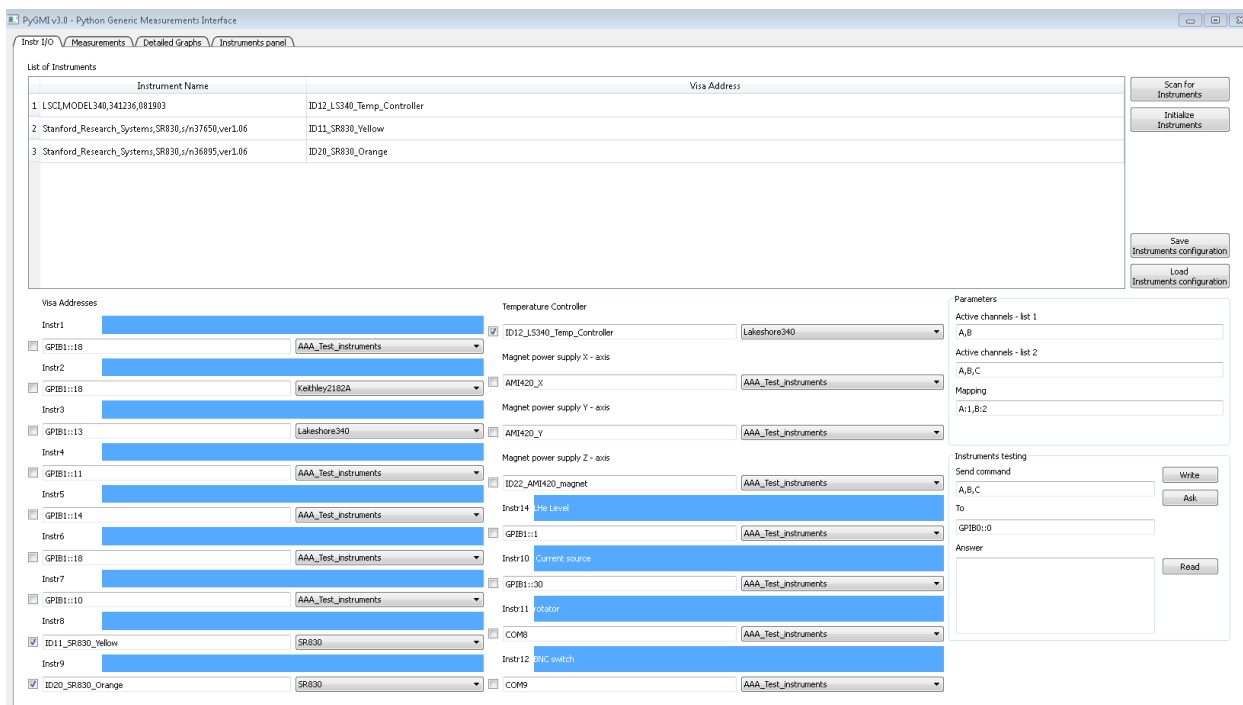 PyGMI v3.0 - Python Generic Measurements Interface
Instr I/O Measurements Detailed Graphs Instruments panel
List of Instruments
Instrument Name Visa Address
1 LSCI,MODEL340,341236,081903 ID12_LS340_Temp_Controller
2 Stanford_Research_Systems,SR830,s/n37650,ver1.06 ID11_SR830_Yellow
3 Stanford_Research_Systems,SR830,s/n36895,ver1.06 ID20_SR830_Orange
Scan for
Instruments
Initialize
Instruments
Save
Instruments configuration
Load
Instruments configuration
Visa Addresses
Instr1
GPIB1::18 AAA_Test_instruments
Instr2
GPIB1::18 Keithley2182A
Instr3
GPIB1::13 Lakeshore340
Instr4
GPIB1::11 AAA_Test_instruments
Instr5
GPIB1::14 AAA_Test_instruments
Instr6
GPIB1::18 AAA_Test_instruments
Instr7
GPIB1::10 AAA_Test_instruments
Instr8
ID11_SR830_Yellow SR830
Instr9
ID20_SR830_Orange SR830
Temperature Controller
ID12_LS340_Temp_Controller Lakeshore340
Magnet power supply X - axis
AMI420_X AAA_Test_instruments
Magnet power supply Y - axis
AMI420_Y AAA_Test_instruments
Magnet power supply Z - axis
ID22_AMI420_magnet AAA_Test_instruments
Instr14 LHe Level
GPIB1::1 AAA_Test_instruments
Instr10 Current source
GPIB1::30 AAA_Test_instruments
Instr11 rotator
COM8 AAA_Test_instruments
Instr12 BNC switch
COM9 AAA_Test_instruments
Parameters
Active channels - list 1
A,B
Active channels - list 2
A,B,C
Mapping
A:1,B:2
Instruments testing
Send command
Write
A,B,C
Ask
To
GPIB0::0
Answer
Read